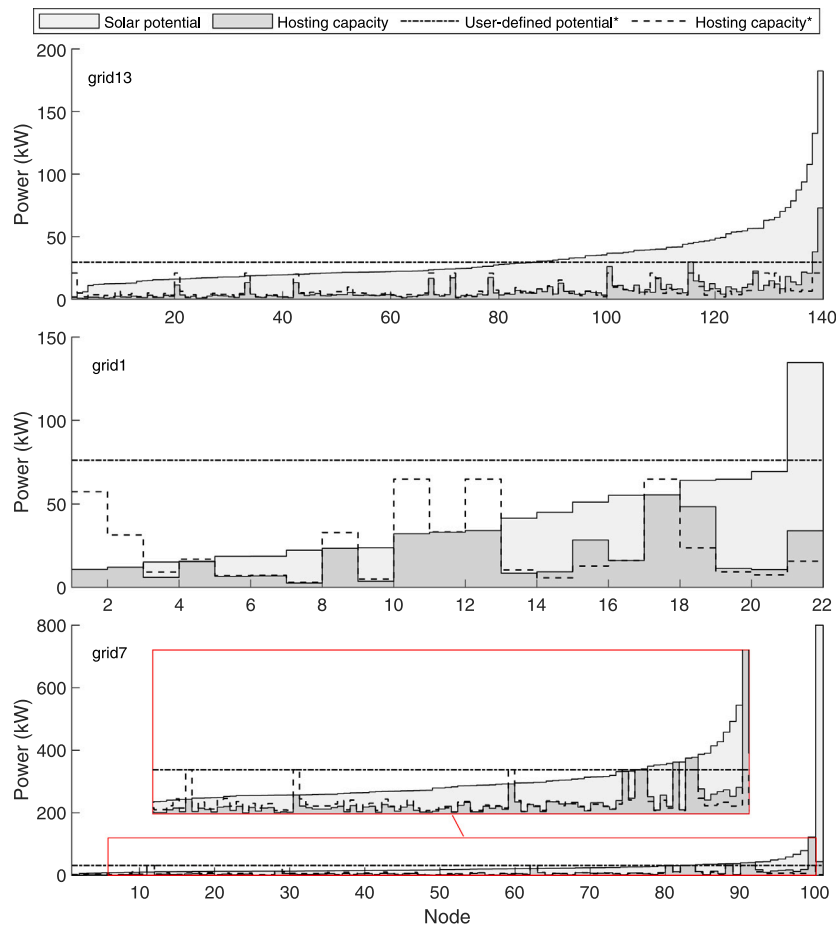 Solar potential Hosting capacity User-defined potential* Hosting capacity*
200
grid13
150
Power (kW)
100
50
0
20 40 60 80 100 120 140
150
grid1
100
Power (kW)
50
0
2 4 6 8 10 12 14 16 18 20 21 22
800
grid7
600
Power (kW)
400
200
0
10 20 30 40 50 60 70 80 90 100
Node